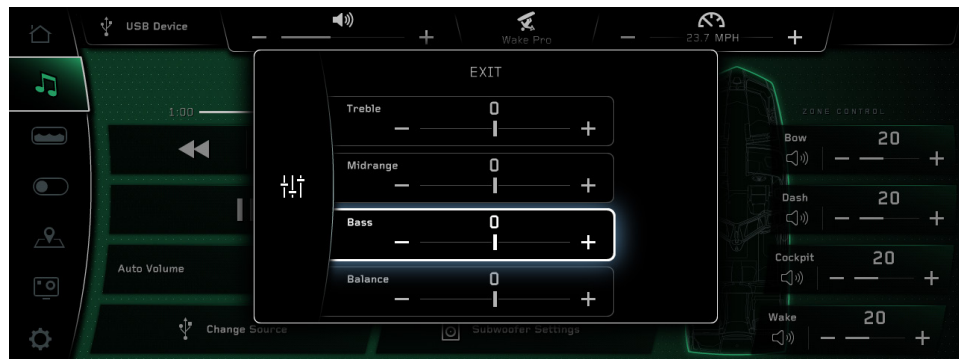 USB Device
Wake Pro
23.7 MPH
EXIT
1:00
Treble
0
Midrange
0
Bass
0
Balance
0
ZONE CONTROL
Bow
20
Dash
20
Cockpit
20
Wake
20
Auto Volume
Change Source
Subwoofer Settings